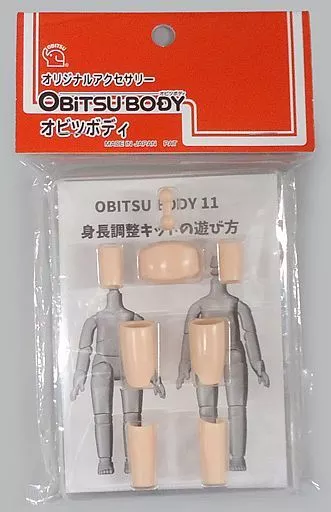 OBITSU
オリジナルアクセサリー
オビツボディ
OBITSU BODY
オビツボディ
MADE IN JAPAN PAT
OBITSU BODY 11
身長調整キットの遊び方